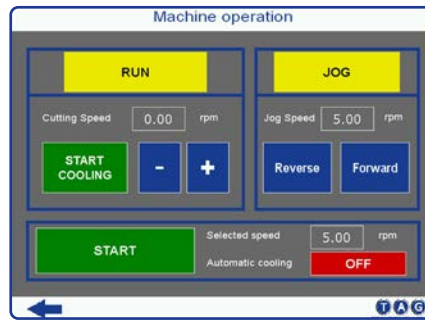 Machine operation
RUN
JOG
Cutting Speed 0.00 rpm
Jog Speed 5.00 rpm
START
COOLING
- +
Reverse Forward
START
Selected speed 5.00 rpm
Automatic cooling OFF
TAG